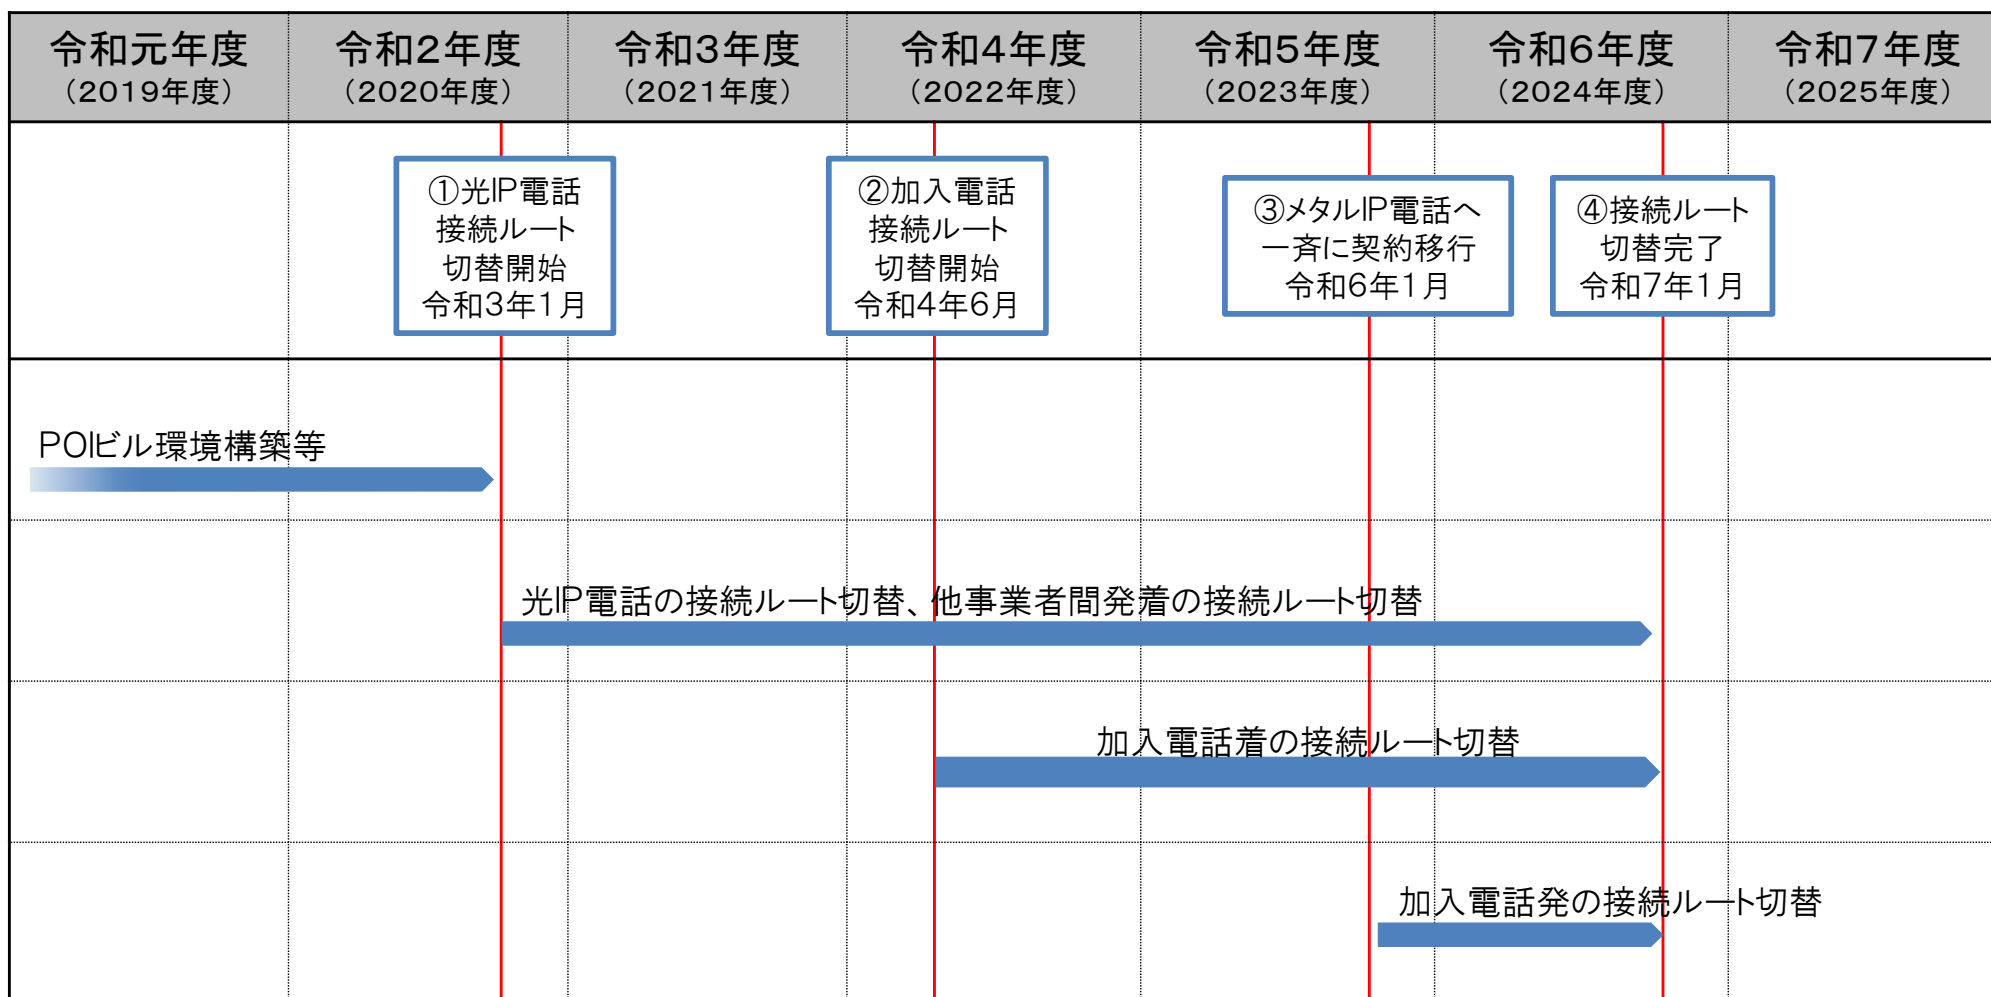 令和元年度
（2019年度）
令和2年度
（2020年度）
令和3年度
（2021年度）
令和4年度
（2022年度）
令和5年度
（2023年度）
令和6年度
（2024年度）
令和7年度
（2025年度）
①光IP電話
接続ルート
切替開始
令和3年1月
②加入電話
接続ルート
切替開始
令和4年6月
③メタルIP電話へ
一斉に契約移行
令和6年1月
④接続ルート
切替完了
令和7年1月
POIビル環境構築等
光IP電話の接続ルート切替、他事業者間発着の接続ルート切替
加入電話着の接続ルート切替
加入電話発の接続ルート切替